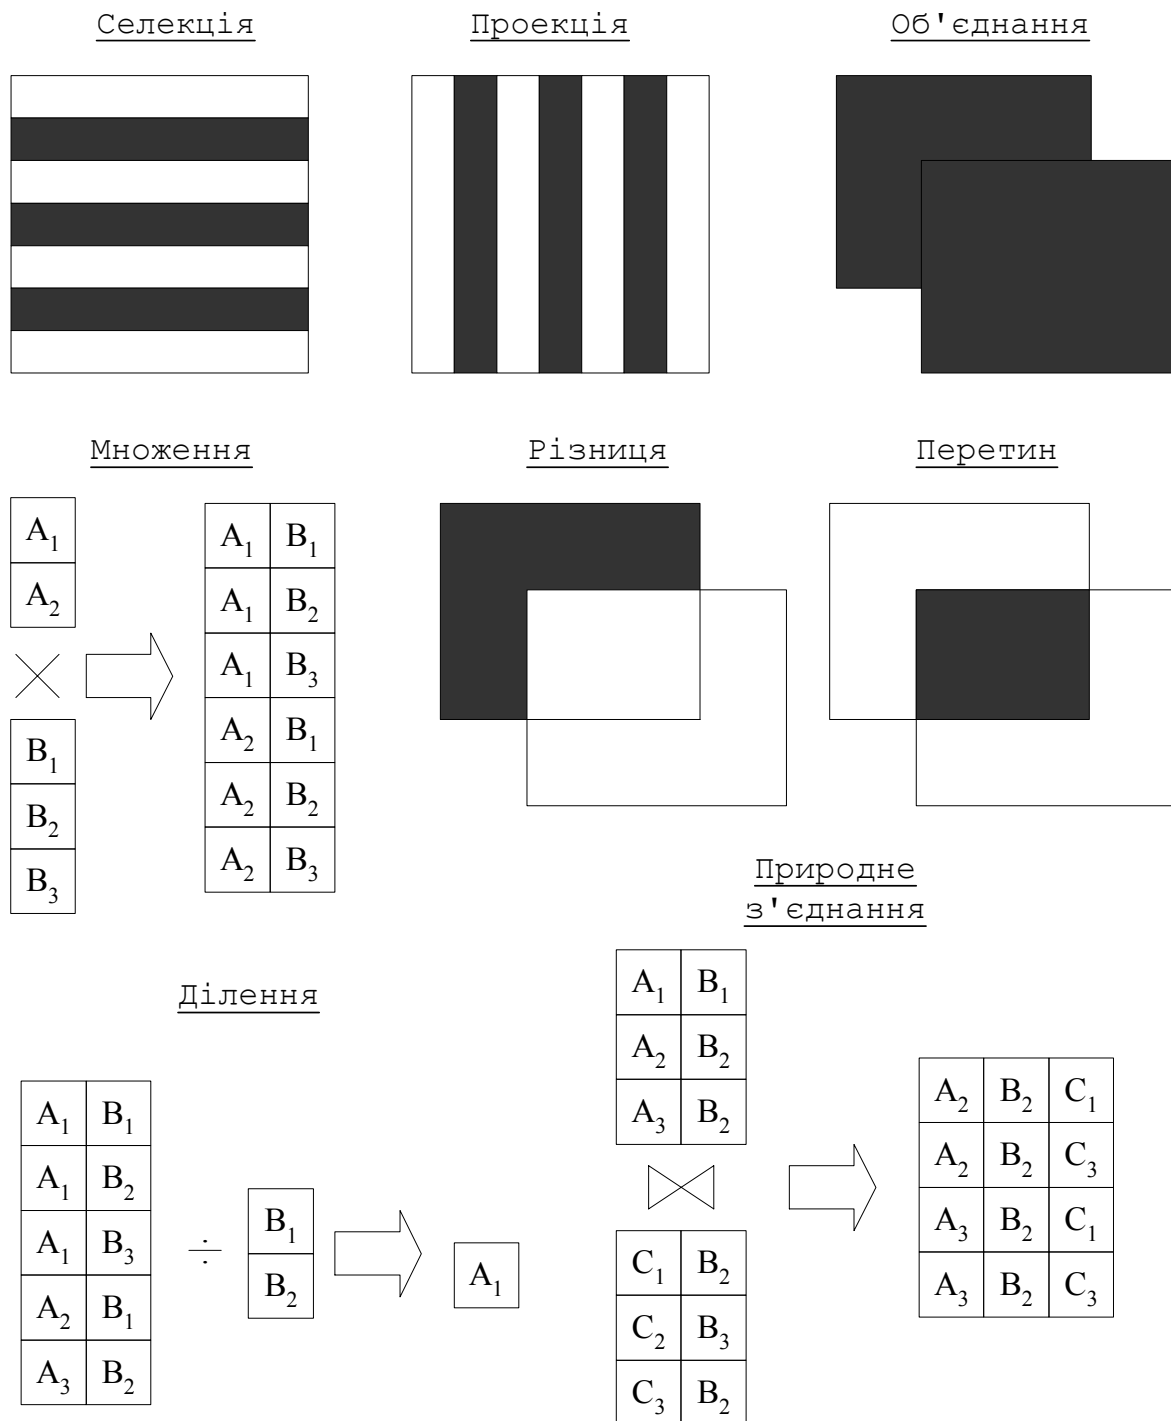 Селекція
Проекція
Об'єднання
Множення
Різниця
Перетин
A₁
A₂
B₁
B₂
B₃
A₁ B₁
A₁ B₂
A₁ B₃
A₂ B₁
A₂ B₂
A₂ B₃
Природне
з'єднання
Ділення
A₁ B₁
A₁ B₂
A₁ B₃
A₂ B₁
A₃ B₂
÷
B₁
B₂
A₁
A₁ B₁
A₂ B₂
A₃ B₂
C₁ B₂
C₂ B₃
C₃ B₂
A₂ B₂ C₁
A₂ B₂ C₃
A₃ B₂ C₁
A₃ B₂ C₃